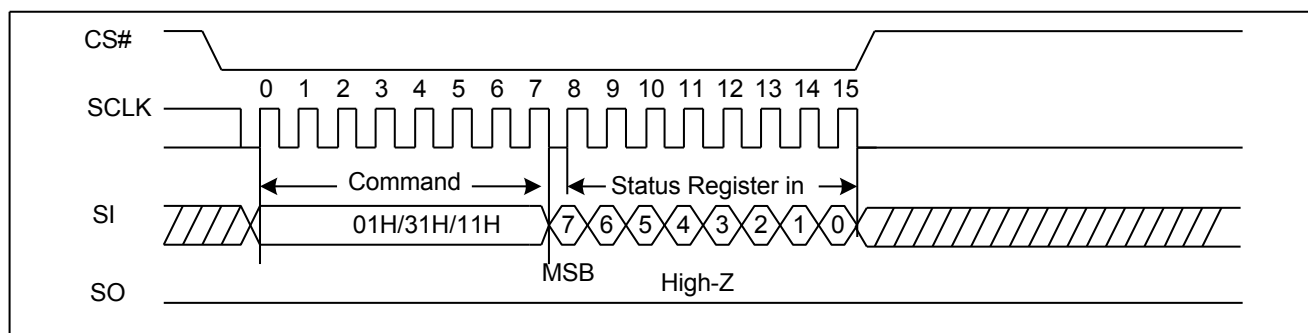 CS#
0 1 2 3 4 5 6 7 8 9 10 11 12 13 14 15
SCLK
Command
Status Register in
SI
01H/31H/11H
7 6 5 4 3 2 1 0
MSB
High-Z
SO